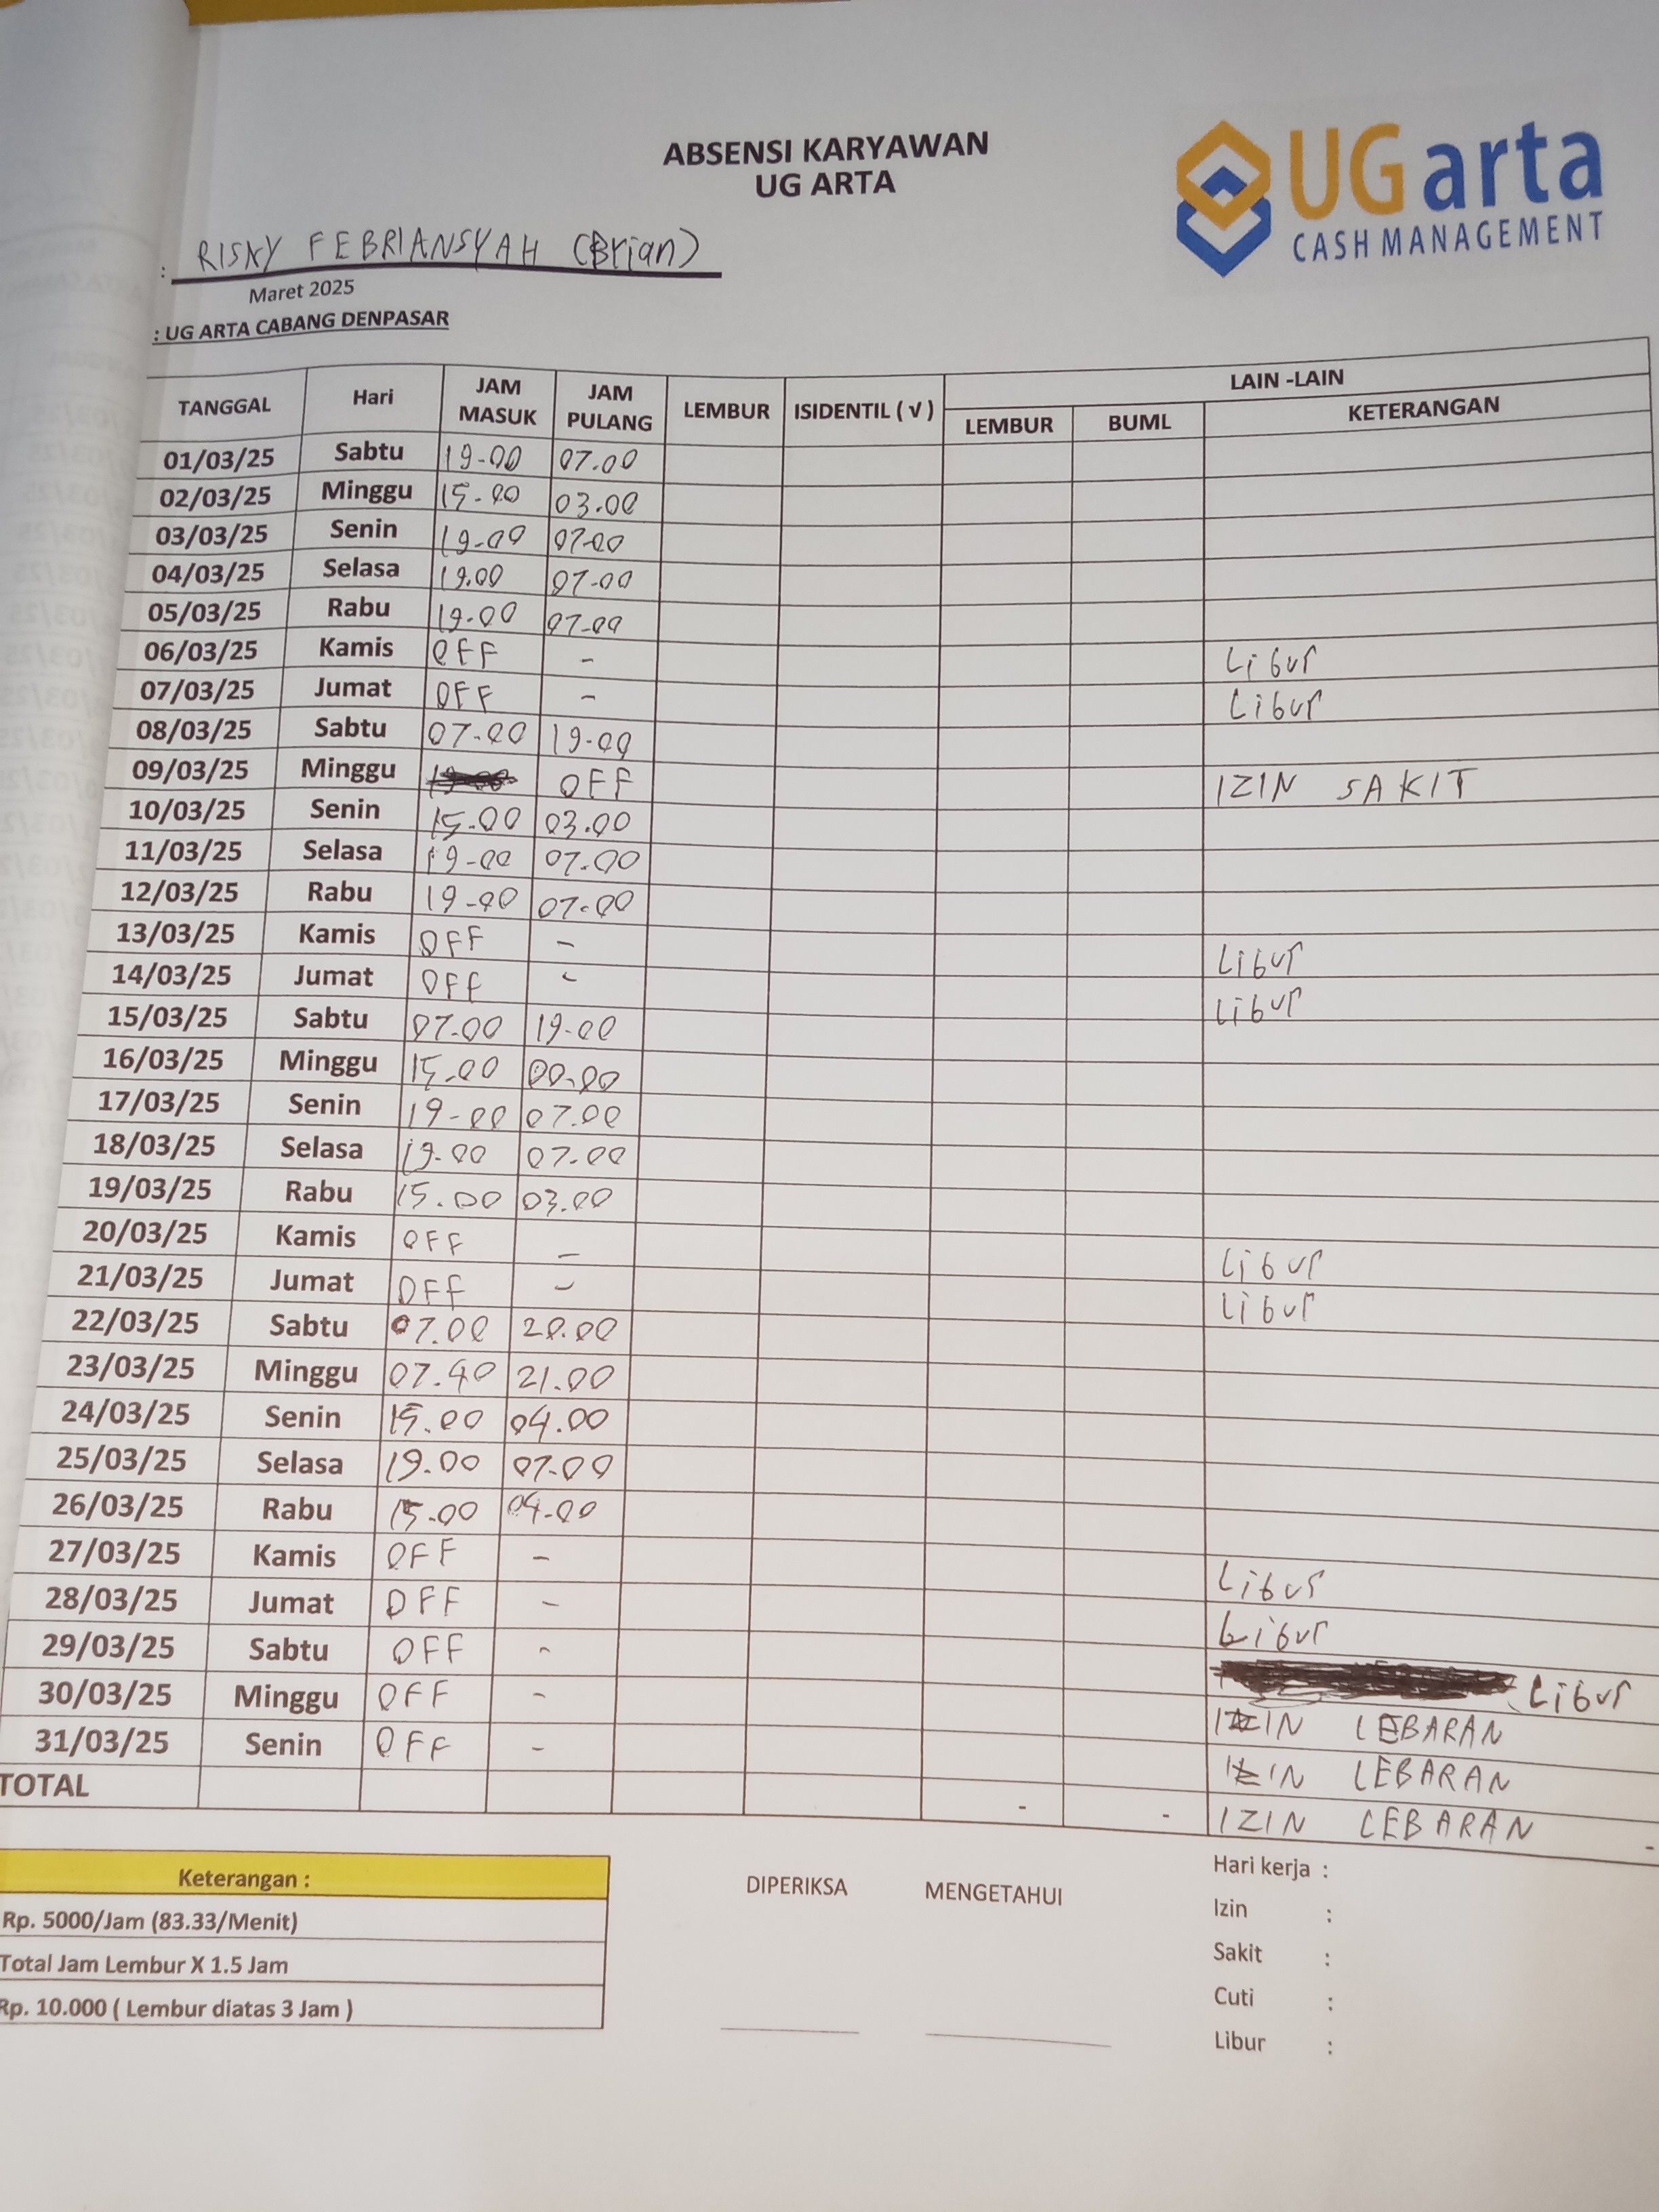 ABSENSI KARYAWAN
UG ARTA
UG arta
CASH MANAGEMENT
: RISKY FEBRIANSYAH (Brian)
Maret 2025
: UG ARTA CABANG DENPASAR
TANGGAL Hari JAM MASUK JAM PULANG LEMBUR ISIDENTIL ( √ ) LAIN -LAIN
LEMBUR BUML KETERANGAN
01/03/25 Sabtu 19-00 07.00
02/03/25 Minggu 15-00 03.00
03/03/25 Senin 19-00 07-00
04/03/25 Selasa 19.00 07-00
05/03/25 Rabu 19-00 07-00
06/03/25 Kamis OFF - Libur
07/03/25 Jumat OFF - Libur
08/03/25 Sabtu 07-00 19-00
09/03/25 Minggu OFF IZIN SAKIT
10/03/25 Senin 15.00 03.00
11/03/25 Selasa 19-00 07.00
12/03/25 Rabu 19-00 07-00
13/03/25 Kamis OFF - Libur
14/03/25 Jumat OFF - Libur
15/03/25 Sabtu 07-00 19-00
16/03/25 Minggu 15-00 00-00
17/03/25 Senin 19-00 07.00
18/03/25 Selasa 19-00 07-00
19/03/25 Rabu 15.00 03.00
20/03/25 Kamis OFF - Libur
21/03/25 Jumat OFF - Libur
22/03/25 Sabtu 07.00 20.00
23/03/25 Minggu 07.40 21.00
24/03/25 Senin 15.00 04.00
25/03/25 Selasa 19.00 07-00
26/03/25 Rabu 15.00 04-00
27/03/25 Kamis OFF - Libur
28/03/25 Jumat OFF - Libur
29/03/25 Sabtu OFF - Libur
30/03/25 Minggu OFF - IZIN LEBARAN
31/03/25 Senin OFF - IZIN LEBARAN
TOTAL - - IZIN LEBARAN -
Keterangan :
Rp. 5000/Jam (83.33/Menit)
Total Jam Lembur X 1.5 Jam
Rp. 10.000 ( Lembur diatas 3 Jam )
DIPERIKSA MENGETAHUI
Hari kerja :
Izin :
Sakit :
Cuti :
Libur :